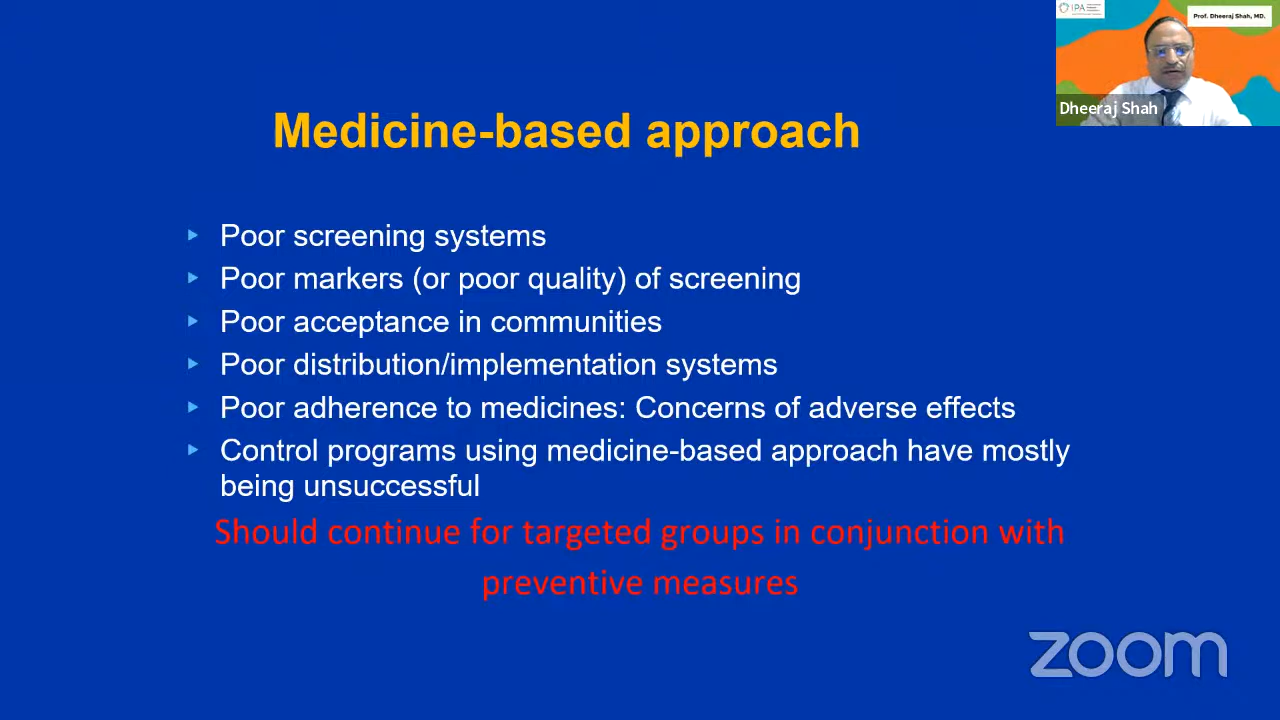 IPA
Prof. Dheeraj Shah, MD.
Dheeraj Shah
Medicine-based approach
Poor screening systems
Poor markers (or poor quality) of screening
Poor acceptance in communities
Poor distribution/implementation systems
Poor adherence to medicines: Concerns of adverse effects
Control programs using medicine-based approach have mostly
being unsuccessful
Should continue for targeted groups in conjunction with
preventive measures
zoom